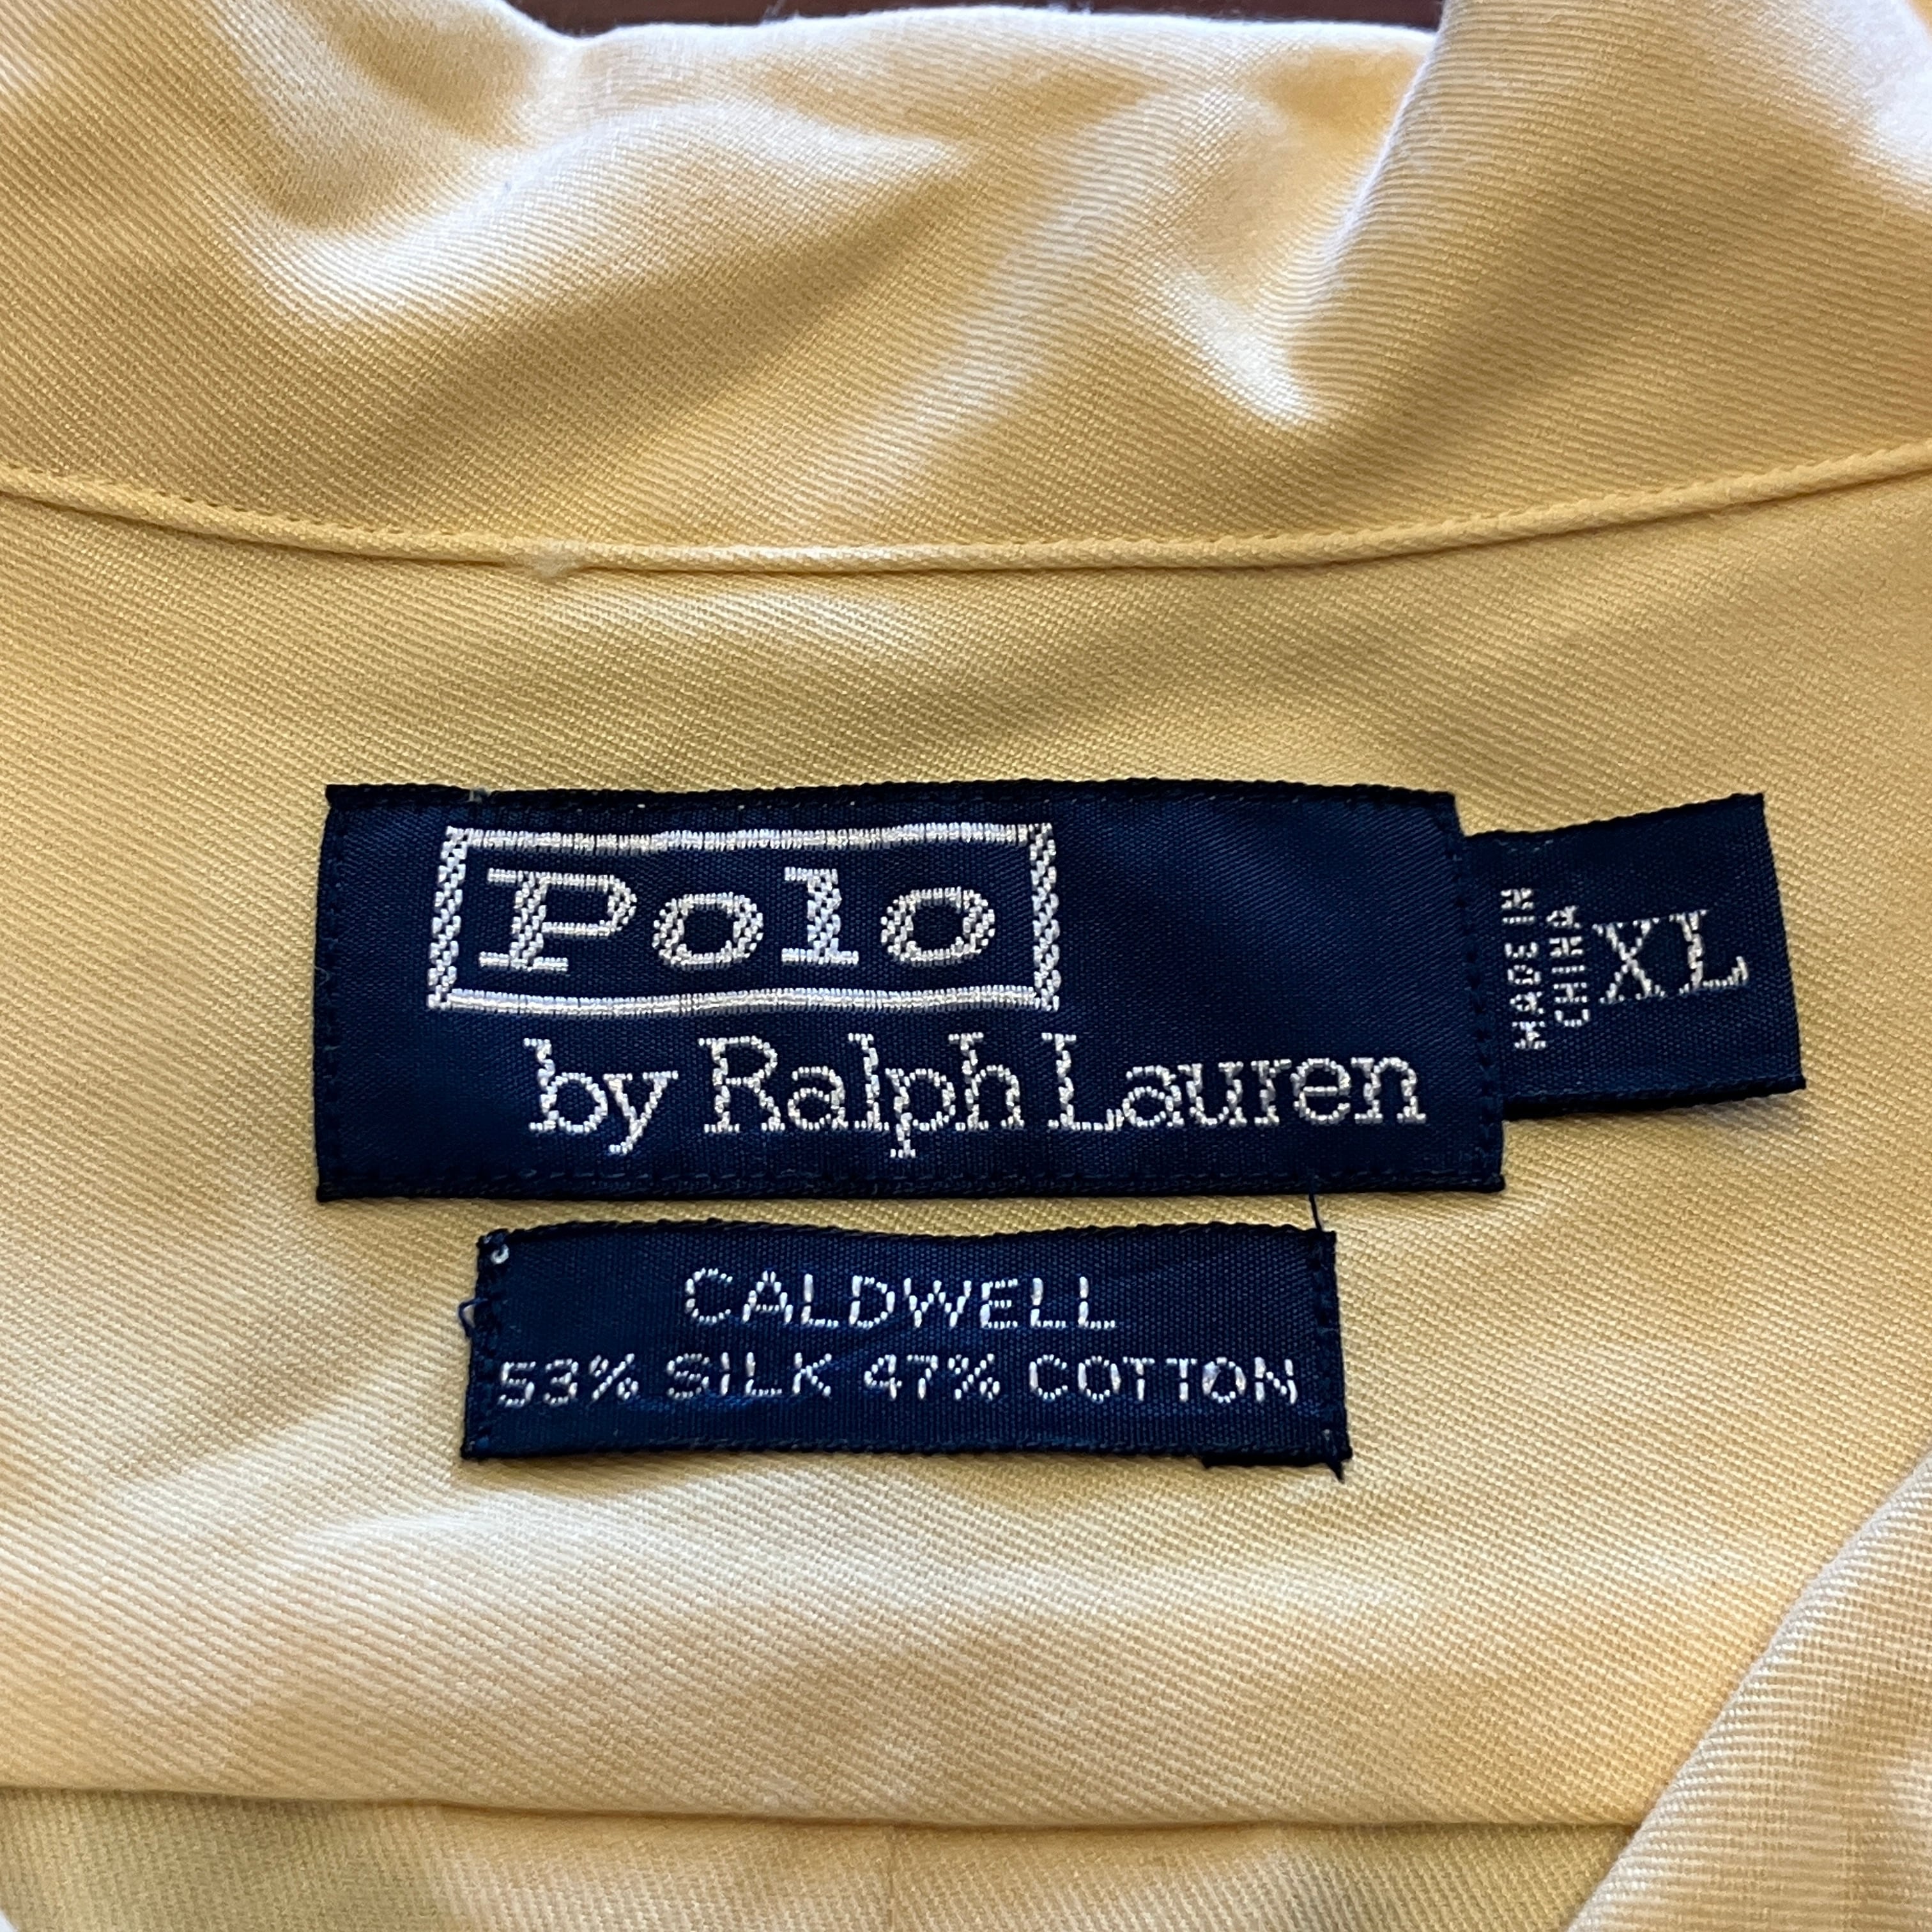 Polo
by Ralph Lauren
MADE IN
CHINA
XL
CALDWELL
53% SILK 47% COTTON